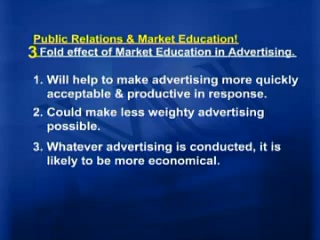 Public Relations & Market Education!
3 Fold effect of Market Education in Advertising.
1. Will help to make advertising more quickly
acceptable & productive in response.
2. Could make less weighty advertising
possible.
3. Whatever advertising is conducted, it is
likely to be more economical.